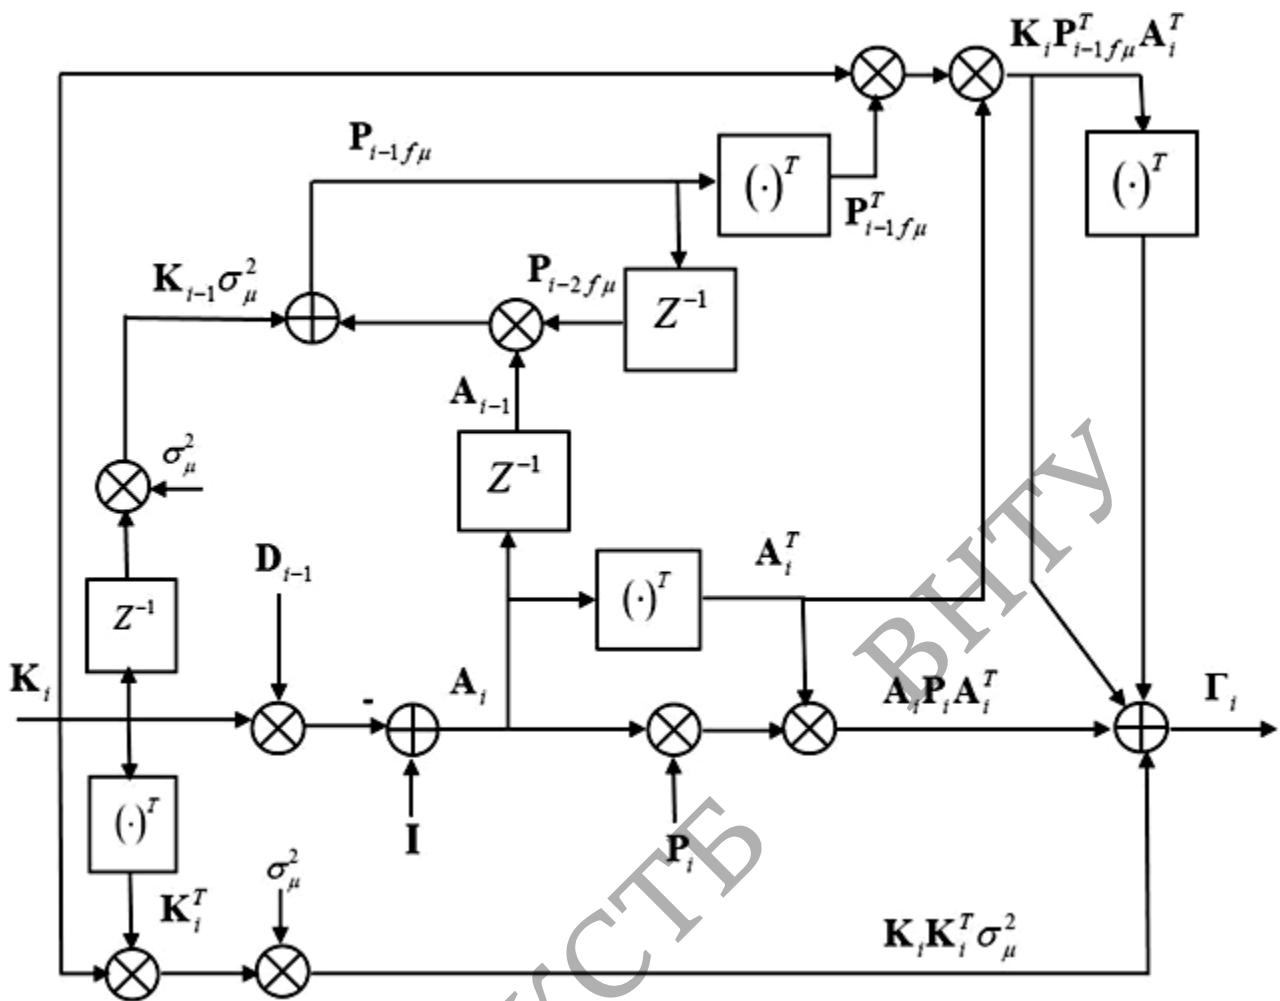 K_i P^T_{i-1fμ} A^T_i
P_{i-1fμ}
(·)^T
(·)^T
P^T_{i-1fμ}
K_{i-1} σ^2_μ
P_{i-2fμ}
Z^{-1}
A_{i-1}
σ^2_μ
Z^{-1}
D_{i-1}
A^T_i
(·)^T
Z^{-1}
K_i
A_i
-
A_i P_i A^T_i
Γ_i
I
P_i
(·)^T
σ^2_μ
K^T_i
K_i K^T_i σ^2_μ
ВНТУ
КСТЬ